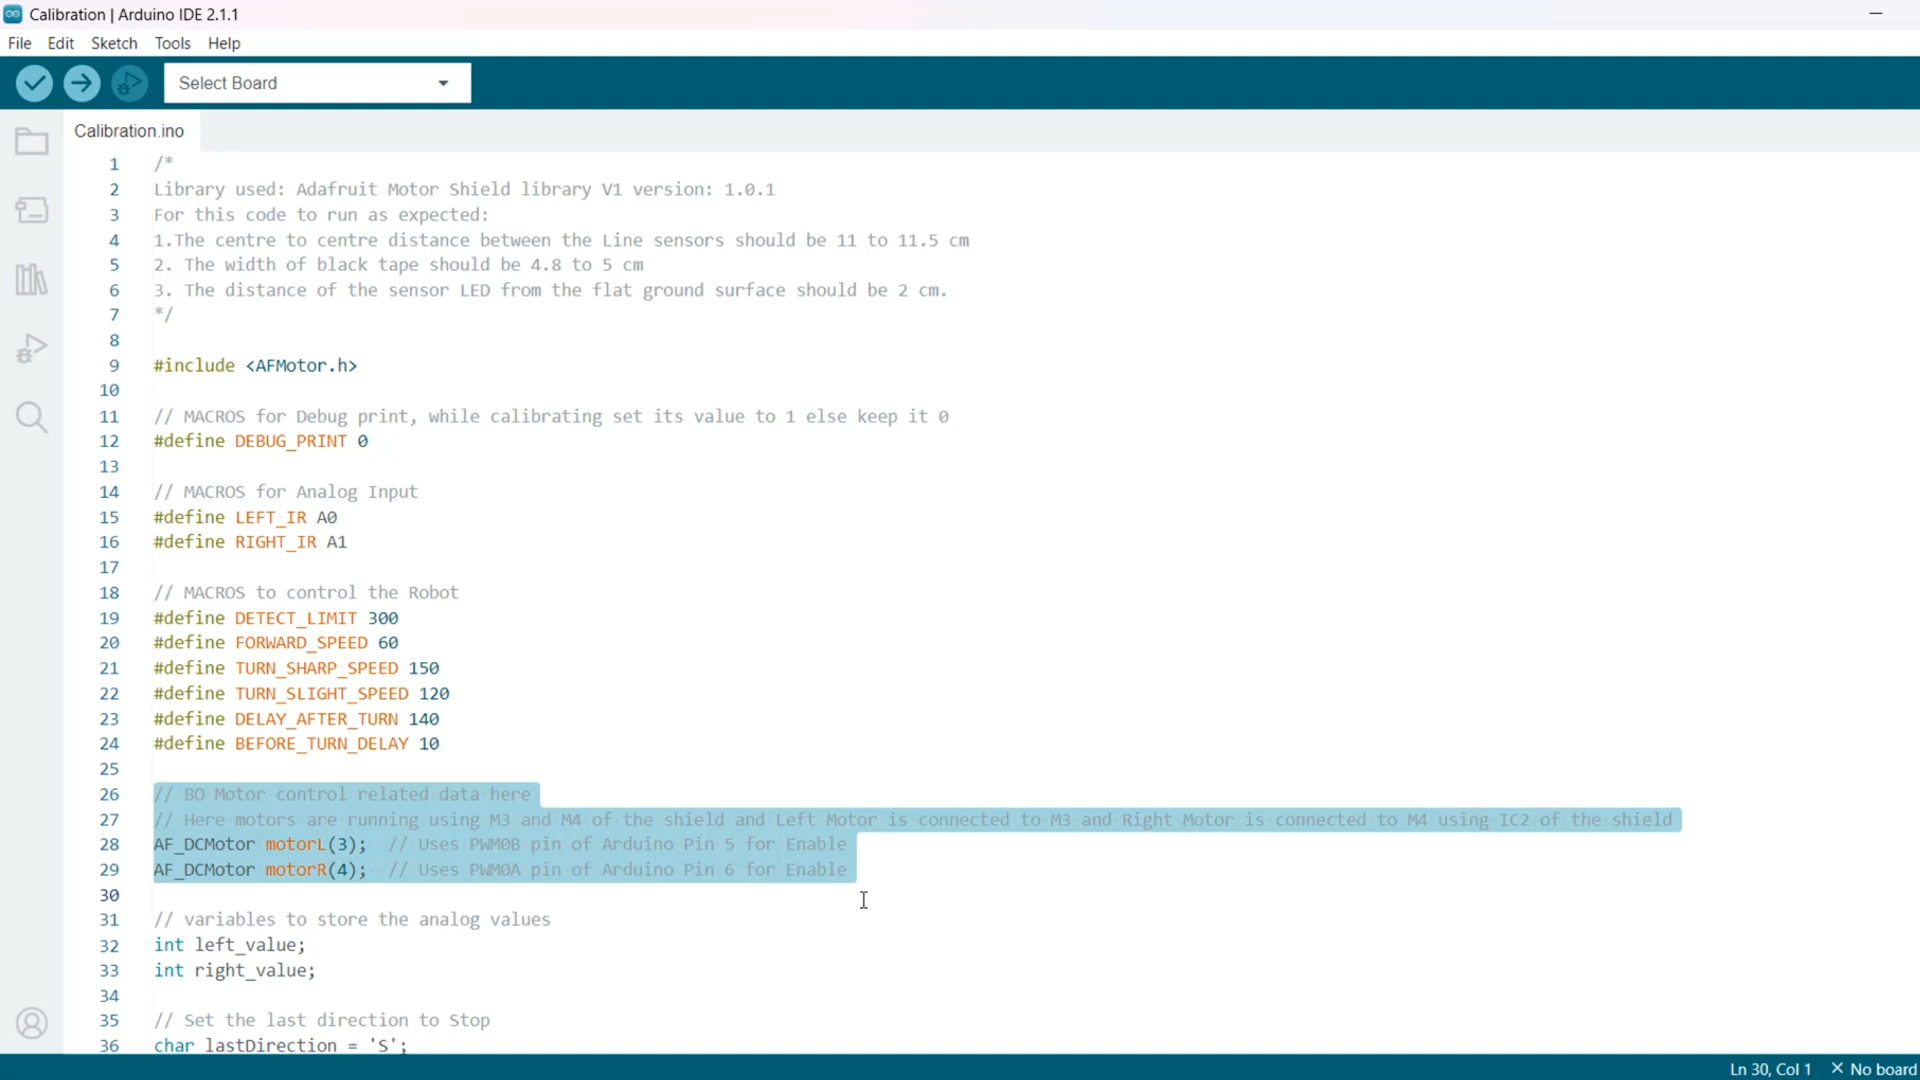 Calibration | Arduino IDE 2.1.1
File Edit Sketch Tools Help
Select Board
Calibration.ino
1 /*
2 Library used: Adafruit Motor Shield library V1 version: 1.0.1
3 For this code to run as expected:
4 1.The centre to centre distance between the Line sensors should be 11 to 11.5 cm
5 2. The width of black tape should be 4.8 to 5 cm
6 3. The distance of the sensor LED from the flat ground surface should be 2 cm.
7 */
8
9 #include <AFMotor.h>
10
11 // MACROS for Debug print, while calibrating set its value to 1 else keep it 0
12 #define DEBUG_PRINT 0
13
14 // MACROS for Analog Input
15 #define LEFT_IR A0
16 #define RIGHT_IR A1
17
18 // MACROS to control the Robot
19 #define DETECT_LIMIT 300
20 #define FORWARD_SPEED 60
21 #define TURN_SHARP_SPEED 150
22 #define TURN_SLIGHT_SPEED 120
23 #define DELAY_AFTER_TURN 140
24 #define BEFORE_TURN_DELAY 10
25
26 // BO Motor control related data here
27 // Here motors are running using M3 and M4 of the shield and Left Motor is connected to M3 and Right Motor is connected to M4 using IC2 of the shield
28 AF_DCMotor motorL(3); // Uses PWM0B pin of Arduino Pin 5 for Enable
29 AF_DCMotor motorR(4); // Uses PWM0A pin of Arduino Pin 6 for Enable
30
31 // variables to store the analog values
32 int left_value;
33 int right_value;
34
35 // Set the last direction to Stop
36 char lastDirection = 'S';
Ln 30, Col 1 × No board